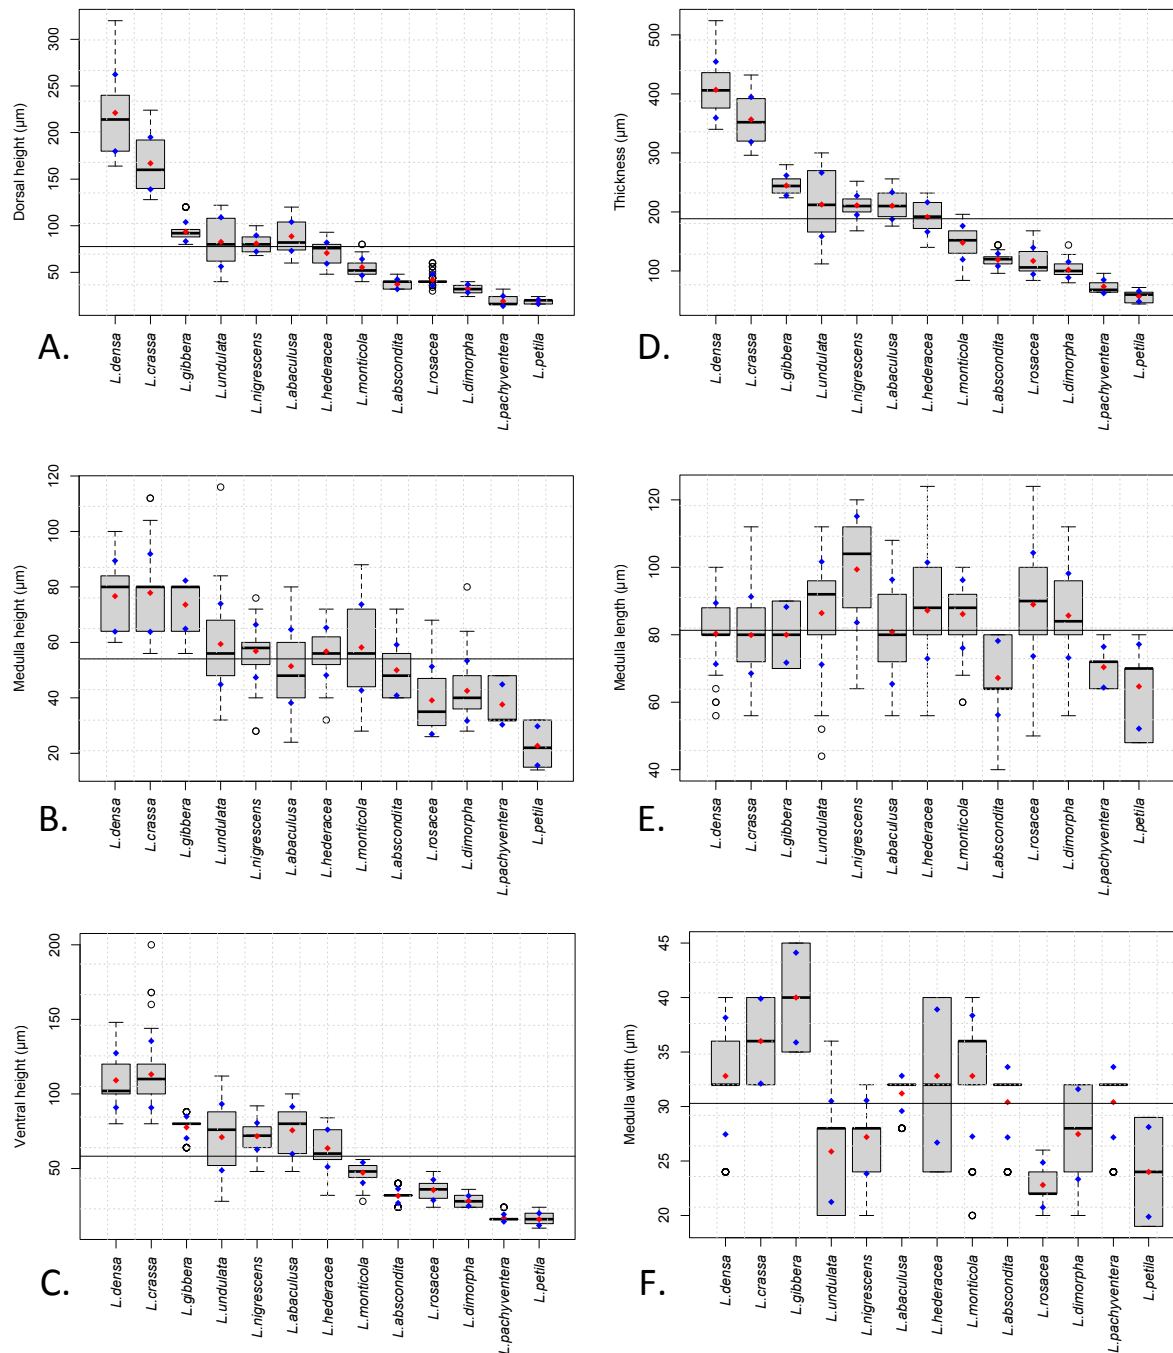 Dorsal height (µm)
300
250
200
150
100
50
L.densa
L.crassa
L.gibbera
L.undulata
L.nigrescens
L.abaculusa
L.hederacea
L.monticola
L.abscondita
L.rosacea
L.dimorpha
L.pachyventera
L.petila
A.
Thickness (µm)
500
400
300
200
100
L.densa
L.crassa
L.gibbera
L.undulata
L.nigrescens
L.abaculusa
L.hederacea
L.monticola
L.abscondita
L.rosacea
L.dimorpha
L.pachyventera
L.petila
D.
Medulla height (µm)
120
100
80
60
40
20
L.densa
L.crassa
L.gibbera
L.undulata
L.nigrescens
L.abaculusa
L.hederacea
L.monticola
L.abscondita
L.rosacea
L.dimorpha
L.pachyventera
L.petila
B.
Medulla length (µm)
120
100
80
60
40
L.densa
L.crassa
L.gibbera
L.undulata
L.nigrescens
L.abaculusa
L.hederacea
L.monticola
L.abscondita
L.rosacea
L.dimorpha
L.pachyventera
L.petila
E.
Ventral height (µm)
200
150
100
50
L.densa
L.crassa
L.gibbera
L.undulata
L.nigrescens
L.abaculusa
L.hederacea
L.monticola
L.abscondita
L.rosacea
L.dimorpha
L.pachyventera
L.petila
C.
Medulla width (µm)
45
40
35
30
25
20
L.densa
L.crassa
L.gibbera
L.undulata
L.nigrescens
L.abaculusa
L.hederacea
L.monticola
L.abscondita
L.rosacea
L.dimorpha
L.pachyventera
L.petila
F.